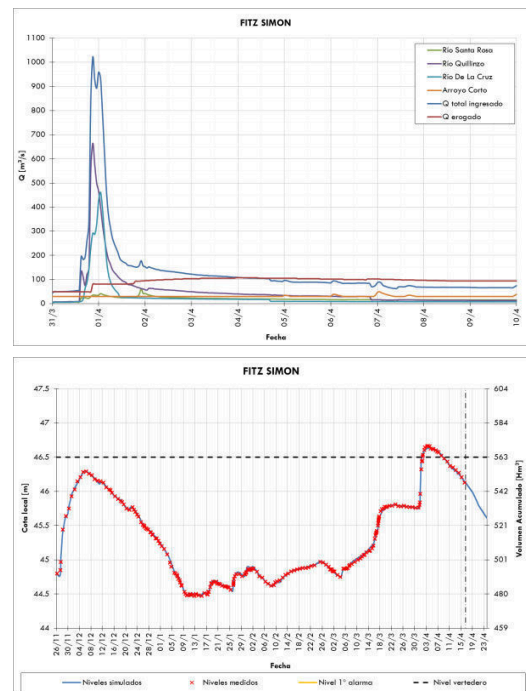 FITZ SIMON
1100
1000
900
800
700
600
500
400
300
200
100
0
Q [m³/s]
Río Santa Rosa
Río Quillinzo
Río De La Cruz
Arroyo Corto
Q total ingresado
Q erogado
31/3 01/4 02/4 03/4 04/4 05/4 06/4 07/4 08/4 09/4 10/4
Fecha
FITZ SIMON
47.5
47
46.5
46
45.5
45
44.5
44
Cota local [m]
604
584
563
542
521
501
480
459
Volumen Acumulado [Hm³]
26/11 30/11 04/12 08/12 12/12 16/12 20/12 24/12 28/12 01/1 05/1 09/1 13/1 17/1 21/1 25/1 29/1 02/2 06/2 10/2 14/2 18/2 22/2 26/2 02/3 06/3 10/3 14/3 18/3 22/3 26/3 30/3 03/4 07/4 11/4 15/4 19/4 23/4
Fecha
Niveles simulados Niveles medidos Nivel 1° alarma Nivel vertedero